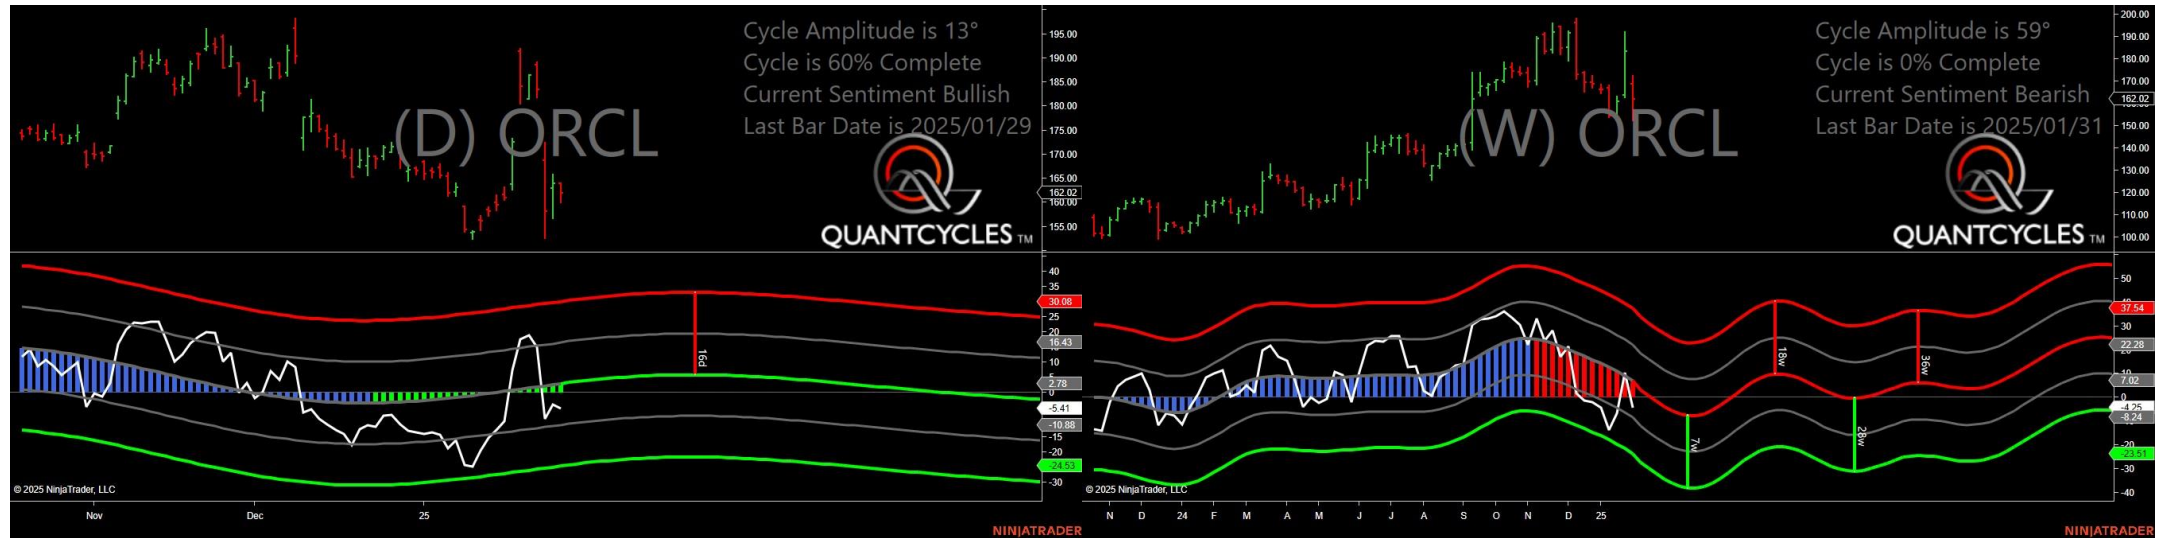 Cycle Amplitude is 13°
Cycle is 60% Complete
Current Sentiment Bullish
Last Bar Date is 2025/01/29
(D) ORCL
QUANTCYCLES TM
195.00
190.00
185.00
180.00
175.00
170.00
165.00
162.02
160.00
155.00
40
35
30.08
25
20
16.43
10
5
2.78
0
-5.41
-10.88
-15
-20
-24.53
-30
16d
© 2025 NinjaTrader, LLC
Nov Dec 25
NINJATRADER
Cycle Amplitude is 59°
Cycle is 0% Complete
Current Sentiment Bearish
Last Bar Date is 2025/01/31
(W) ORCL
QUANTCYCLES TM
200.00
190.00
180.00
170.00
162.02
150.00
140.00
130.00
120.00
110.00
100.00
50
37.54
30
22.28
7.02
0
-4.25
-8.24
-20
-23.51
-30
-40
7w
18w
28w
36w
© 2025 NinjaTrader, LLC
N D 24 F M A M J J A S O N D 25
NINJATRADER